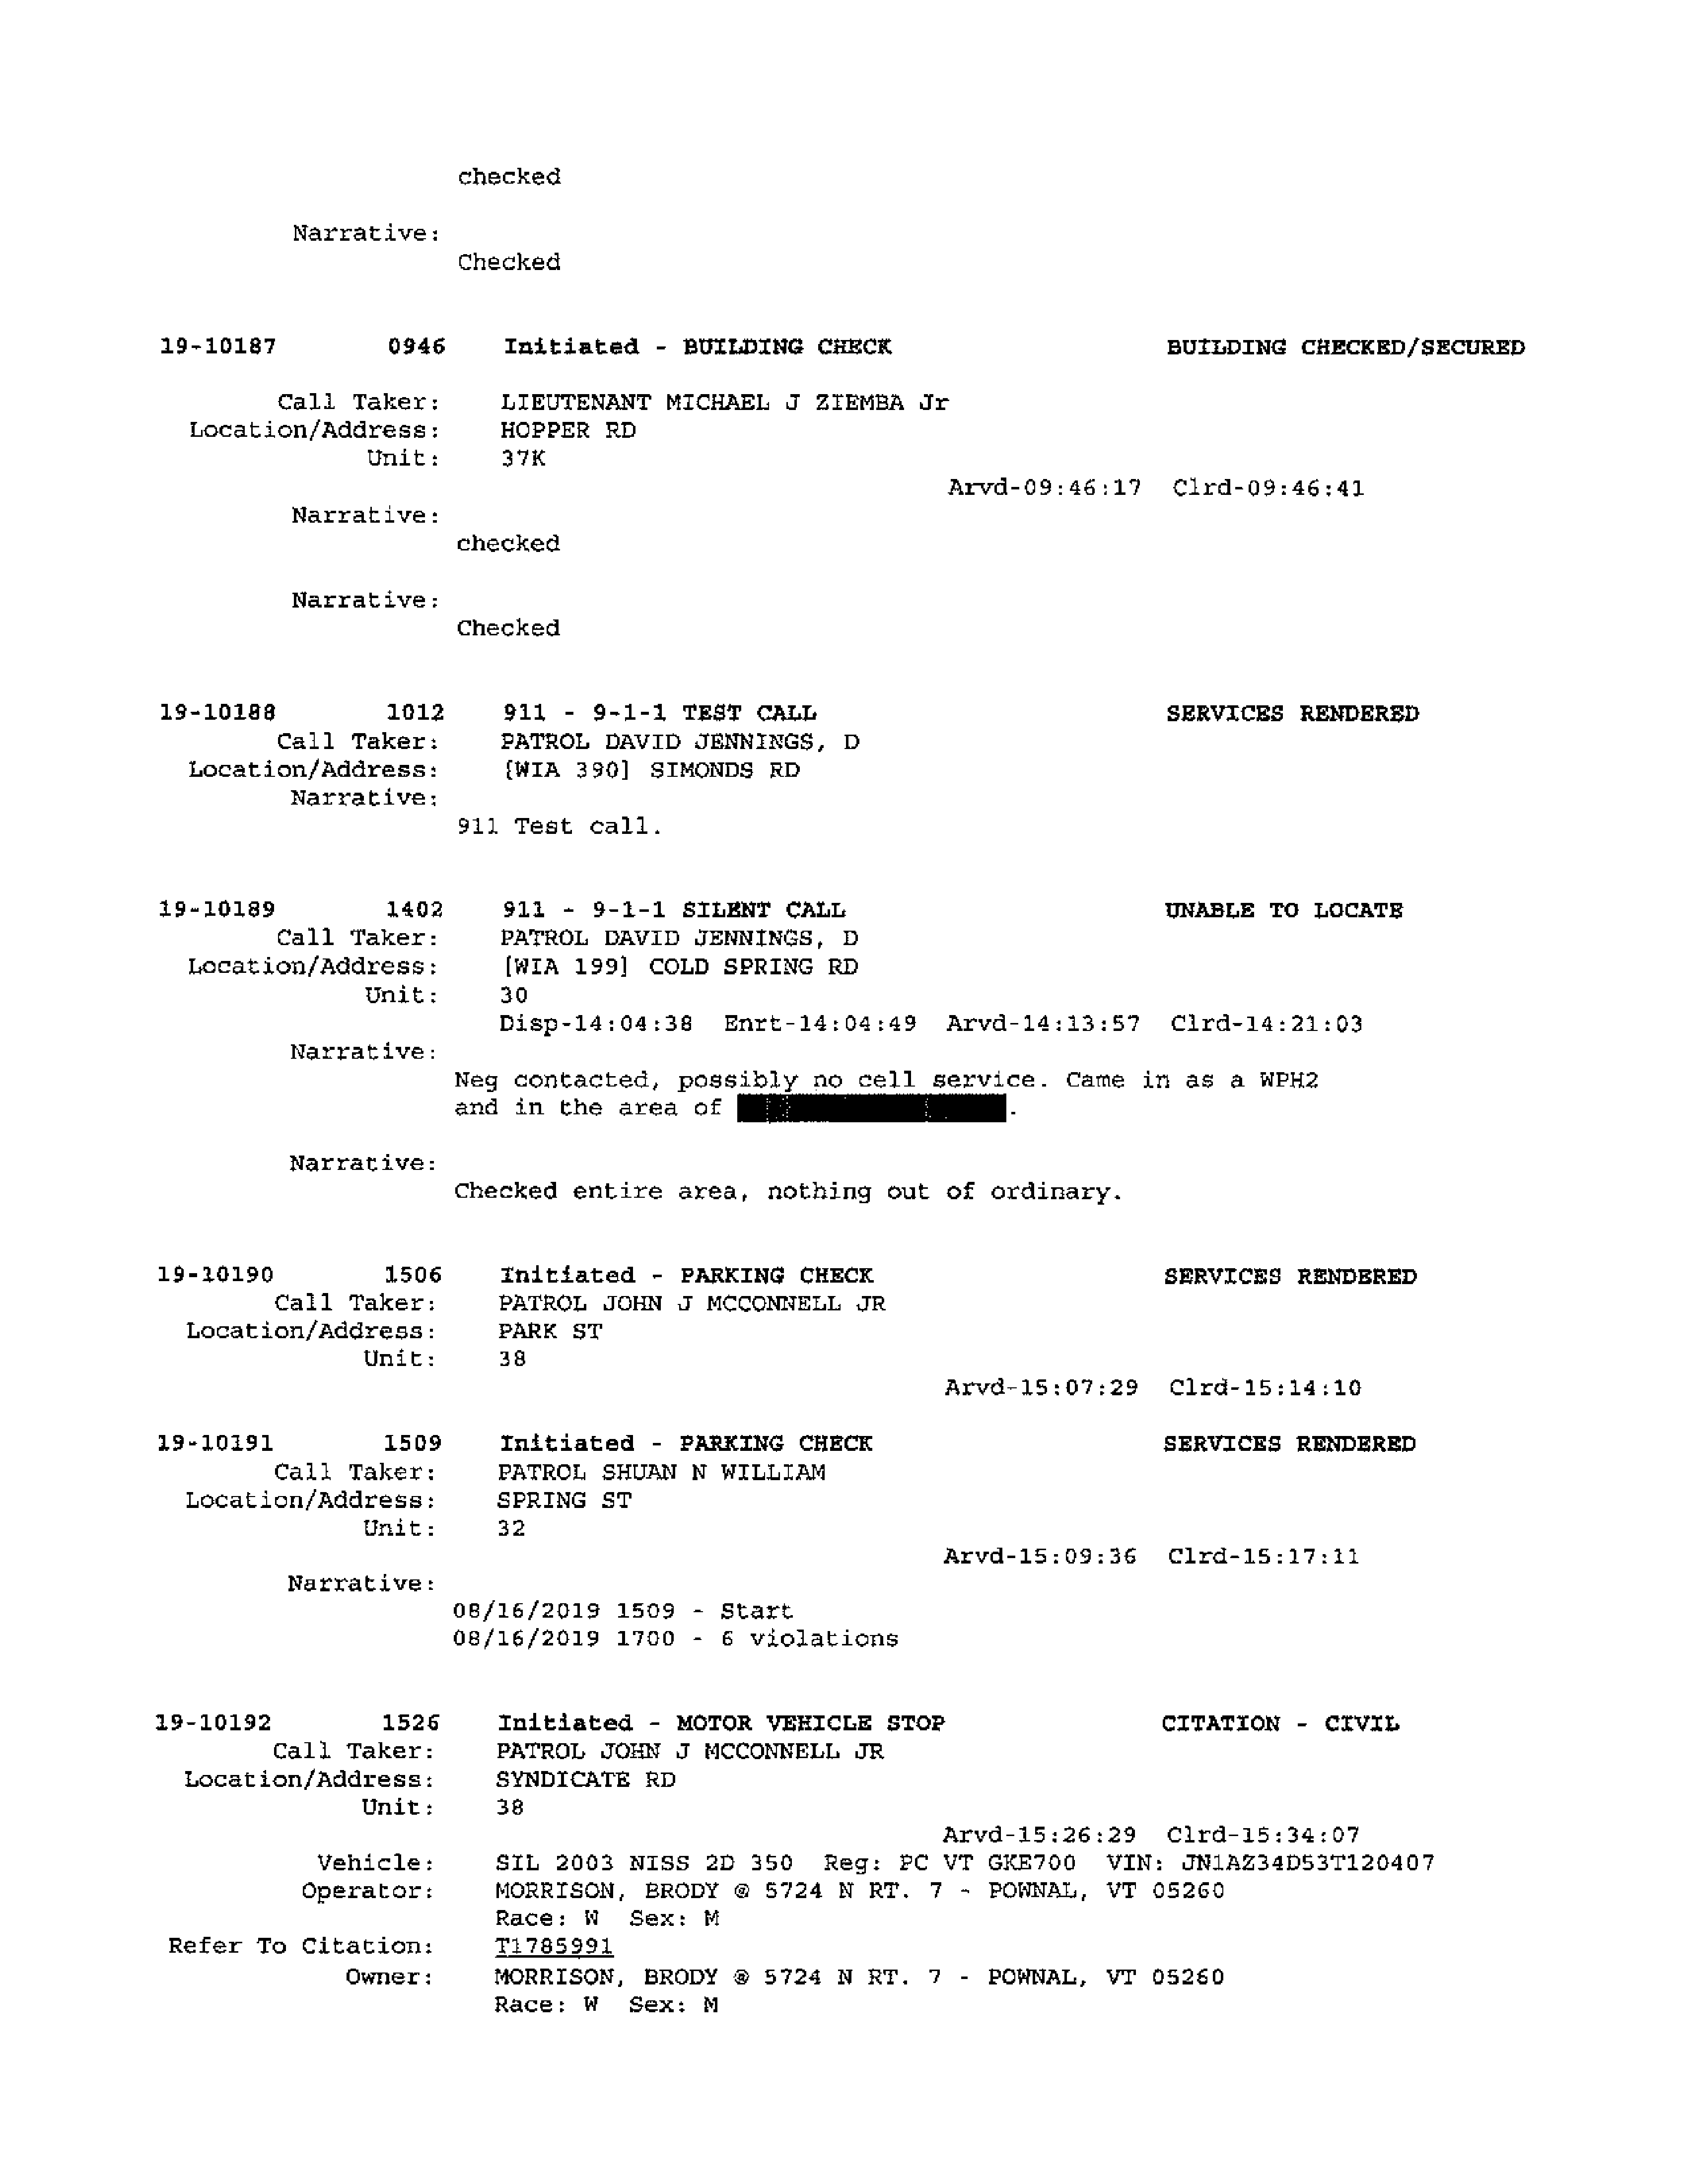 checked
Narrative:
Checked
19-10187 0946 Initiated - BUILDING CHECK BUILDING CHECKED/SECURED
Call Taker: LIEUTENANT MICHAEL J ZIEMBA Jr
Location/Address: HOPPER RD
Unit: 37K
Arvd-09:46:17 Clrd-09:46:41
Narrative:
checked
Narrative:
Checked
19-10188 1012 911 - 9-1-1 TEST CALL SERVICES RENDERED
Call Taker: PATROL DAVID JENNINGS, D
Location/Address: [WIA 390] SIMONDS RD
Narrative:
911 Test call.
19-10189 1402 911 - 9-1-1 SILENT CALL UNABLE TO LOCATE
Call Taker: PATROL DAVID JENNINGS, D
Location/Address: [WIA 199] COLD SPRING RD
Unit: 30
Disp-14:04:38 Enrt-14:04:49 Arvd-14:13:57 Clrd-14:21:03
Narrative:
Neg contacted, possibly no cell service. Came in as a WPH2
and in the area of .
Narrative:
Checked entire area, nothing out of ordinary.
19-10190 1506 Initiated - PARKING CHECK SERVICES RENDERED
Call Taker: PATROL JOHN J MCCONNELL JR
Location/Address: PARK ST
Unit: 38
Arvd-15:07:29 Clrd-15:14:10
19-10191 1509 Initiated - PARKING CHECK SERVICES RENDERED
Call Taker: PATROL SHUAN N WILLIAM
Location/Address: SPRING ST
Unit: 32
Arvd-15:09:36 Clrd-15:17:11
Narrative:
08/16/2019 1509 - Start
08/16/2019 1700 - 6 violations
19-10192 1526 Initiated - MOTOR VEHICLE STOP CITATION - CIVIL
Call Taker: PATROL JOHN J MCCONNELL JR
Location/Address: SYNDICATE RD
Unit: 38
Arvd-15:26:29 Clrd-15:34:07
Vehicle: SIL 2003 NISS 2D 350 Reg: PC VT GKE700 VIN: JN1AZ34D53T120407
Operator: MORRISON, BRODY @ 5724 N RT. 7 - POWNAL, VT 05260
Race: W Sex: M
Refer To Citation: T1785991
Owner: MORRISON, BRODY @ 5724 N RT. 7 - POWNAL, VT 05260
Race: W Sex: M